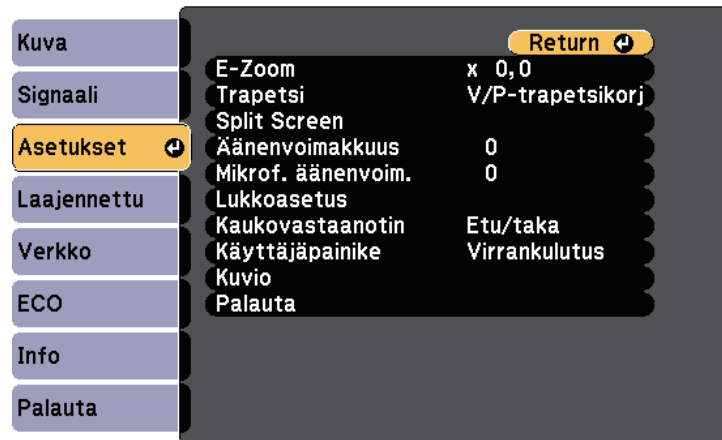 Kuva
Signaali
Asetukset
Laajennettu
Verkko
ECO
Info
Palauta
Return
E-Zoom x 0,0
Trapetsi V/P-trapetsikorj
Split Screen
Äänenvoimakkuus 0
Mikrof. äänenvoim. 0
Lukkoasetus
Kaukovastaanotin Etu/taka
Käyttäjäpainike Virrankulutus
Kuvio
Palauta